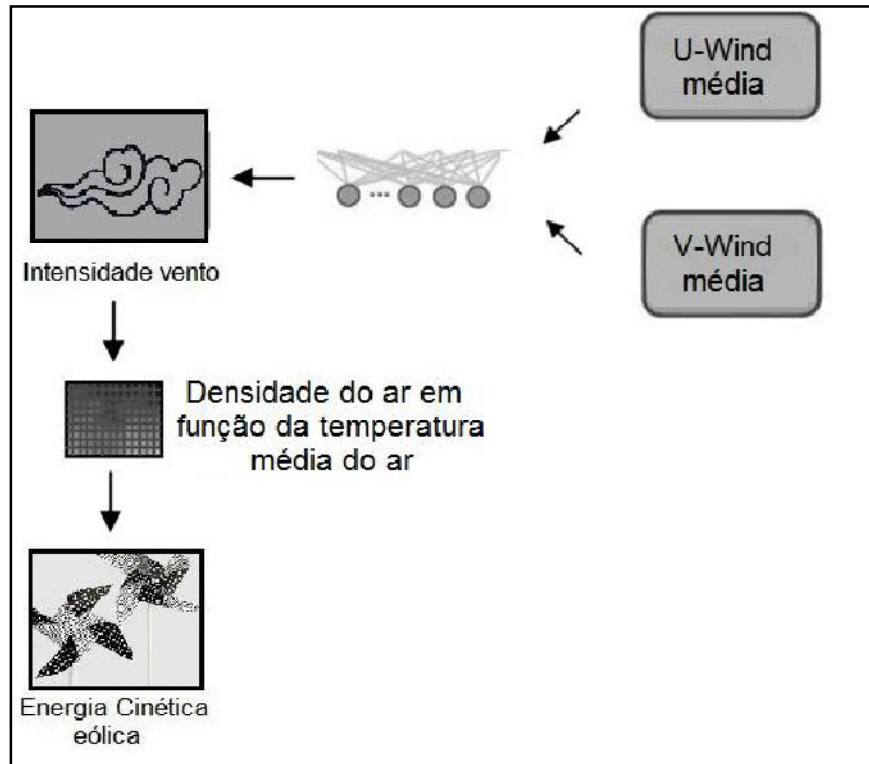 U-Wind
média
V-Wind
média
Intensidade vento
Densidade do ar em
função da temperatura
média do ar
Energia Cinética
eólica